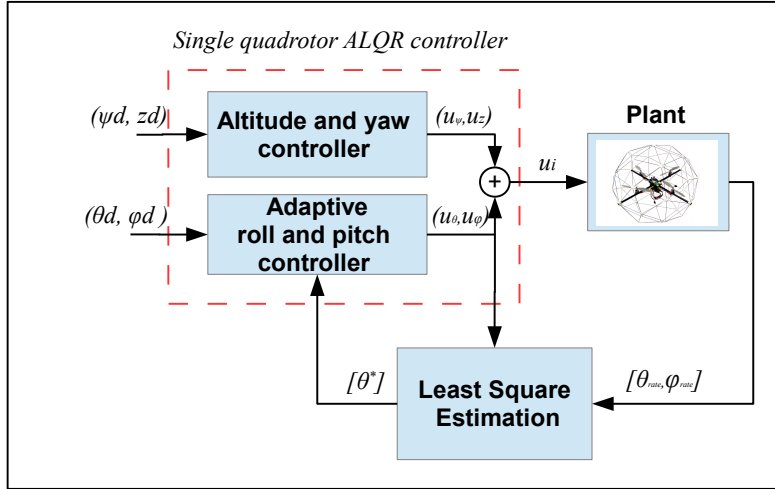 Single quadrotor ALQR controller
(ψd, zd)
Altitude and yaw
controller
(uψ,uz)
Plant
+
ui
(θd, φd )
Adaptive
roll and pitch
controller
(uθ,uφ)
[θ*]
Least Square
Estimation
[θrate,φrate]